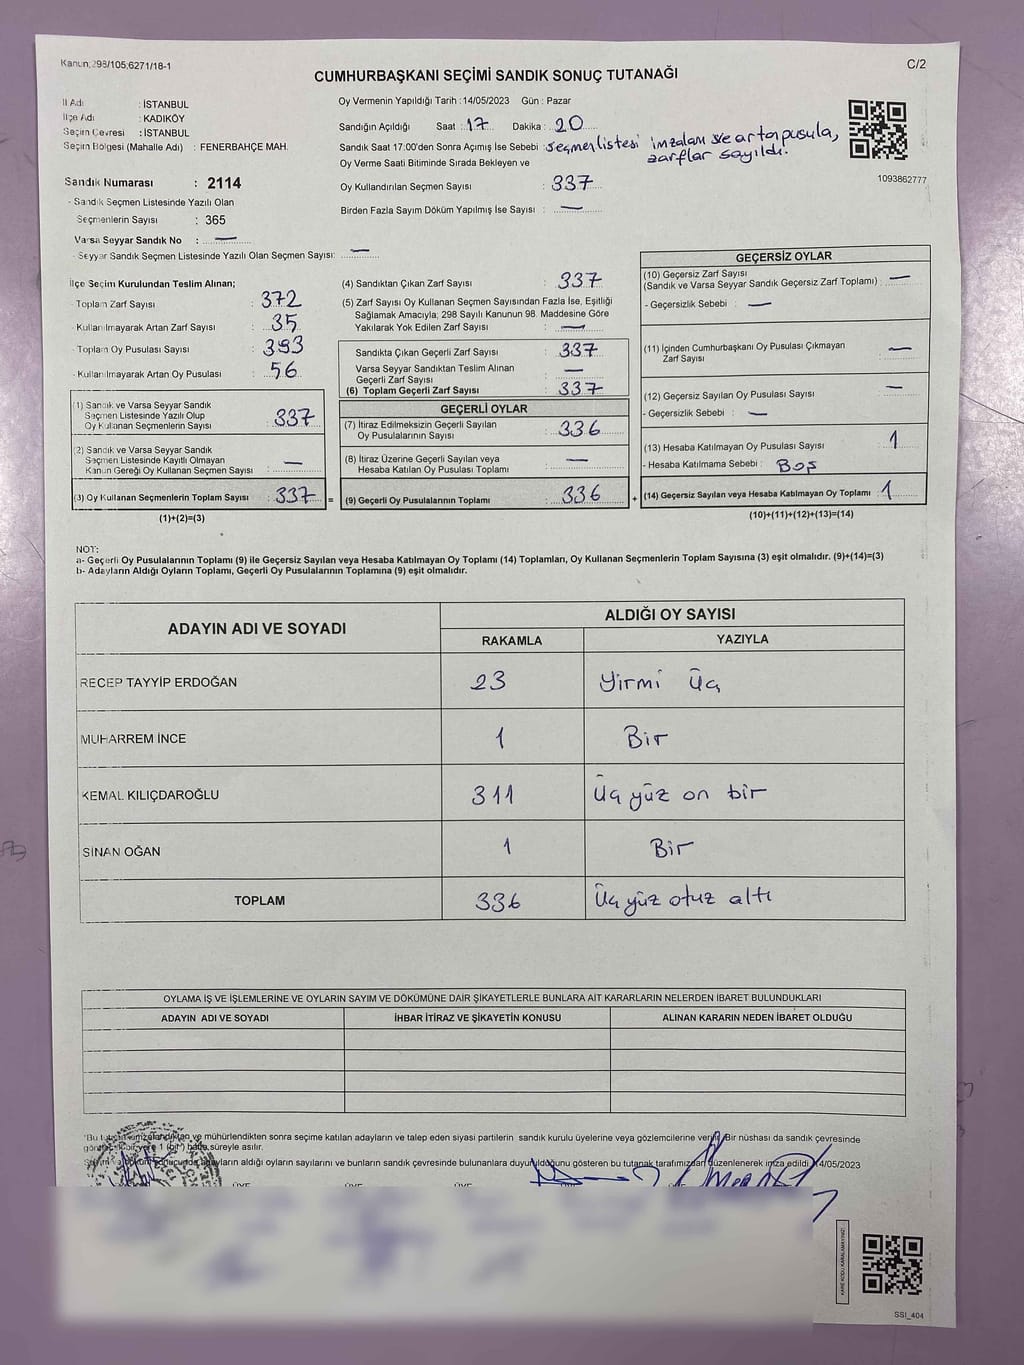 Kanun;298/105;6271/18-1
C/2
CUMHURBAŞKANI SEÇİMİ SANDIK SONUÇ TUTANAĞI
İl Adı : İSTANBUL
İlçe Adı : KADIKÖY
Seçim Çevresi : İSTANBUL
Seçim Bölgesi (Mahalle Adı) : FENERBAHÇE MAH.
Sandık Numarası : 2114
- Sandık Seçmen Listesinde Yazılı Olan
Seçmenlerin Sayısı : 365
Varsa Seyyar Sandık No : —
- Seyyar Sandık Seçmen Listesinde Yazılı Olan Seçmen Sayısı: —
Oy Vermenin Yapıldığı Tarih :14/05/2023 Gün : Pazar
Sandığın Açıldığı Saat : 17 Dakika : 20
Sandık Saat 17:00'den Sonra Açımış İse Sebebi : seçmen listesi imzaları ve artan pusula,
zarflar sayıldı.
Oy Verme Saati Bitiminde Sırada Bekleyen ve
Oy Kullandırılan Seçmen Sayısı : 337
Birden Fazla Sayım Döküm Yapılmış İse Sayısı : —
1093862777
İlçe Seçim Kurulundan Teslim Alınan;
- Toplam Zarf Sayısı : 372
- Kullanılmayarak Artan Zarf Sayısı : 35
- Toplam Oy Pusulası Sayısı : 393
- Kullanılmayarak Artan Oy Pusulası : 56
(1) Sandık ve Varsa Seyyar Sandık
Seçmen Listesinde Yazılı Olup
Oy Kullanan Seçmenlerin Sayısı : 337
(2) Sandık ve Varsa Seyyar Sandık
Seçmen Listesinde Kayıtlı Olmayan
Kanun Gereği Oy Kullanan Seçmen Sayısı : —
(3) Oy Kullanan Seçmenlerin Toplam Sayısı : 337 =
(1)+(2)=(3)
(4) Sandıktan Çıkan Zarf Sayısı : 337
(5) Zarf Sayısı Oy Kullanan Seçmen Sayısından Fazla İse, Eşitliği
Sağlamak Amacıyla; 298 Sayılı Kanunun 98. Maddesine Göre
Yakılarak Yok Edilen Zarf Sayısı : —
Sandıkta Çıkan Geçerli Zarf Sayısı : 337
Varsa Seyyar Sandıktan Teslim Alınan
Geçerli Zarf Sayısı : —
(6) Toplam Geçerli Zarf Sayısı : 337
GEÇERLİ OYLAR
(7) İtiraz Edilmeksizin Geçerli Sayılan
Oy Pusulalarının Sayısı : 336
(8) İtiraz Üzerine Geçerli Sayılan veya
Hesaba Katılan Oy Pusulası Toplamı : —
(9) Geçerli Oy Pusulalarının Toplamı : 336 +
GEÇERSİZ OYLAR
(10) Geçersiz Zarf Sayısı
(Sandık ve Varsa Seyyar Sandık Geçersiz Zarf Toplamı) : —
- Geçersizlik Sebebi : —
(11) İçinden Cumhurbaşkanı Oy Pusulası Çıkmayan
Zarf Sayısı : —
(12) Geçersiz Sayılan Oy Pusulası Sayısı —
- Geçersizlik Sebebi : —
(13) Hesaba Katılmayan Oy Pusulası Sayısı 1
- Hesaba Katılmama Sebebi : Boş
(14) Geçersiz Sayılan veya Hesaba Katılmayan Oy Toplamı : 1
(10)+(11)+(12)+(13)=(14)
NOT:
a- Geçerli Oy Pusulalarının Toplamı (9) ile Geçersiz Sayılan veya Hesaba Katılmayan Oy Toplamı (14) Toplamları, Oy Kullanan Seçmenlerin Toplam Sayısına (3) eşit olmalıdır. (9)+(14)=(3)
b- Adayların Aldığı Oyların Toplamı, Geçerli Oy Pusulalarının Toplamına (9) eşit olmalıdır.
ADAYIN ADI VE SOYADI
ALDIĞI OY SAYISI
RAKAMLA YAZIYLA
RECEP TAYYİP ERDOĞAN 23 Yirmi Üç
MUHARREM İNCE 1 Bir
KEMAL KILIÇDAROĞLU 311 Üç yüz on bir
SİNAN OĞAN 1 Bir
TOPLAM 336 Üç yüz otuz altı
OYLAMA İŞ VE İŞLEMLERİNE VE OYLARIN SAYIM VE DÖKÜMÜNE DAİR ŞİKAYETLERLE BUNLARA AİT KARARLARIN NELERDEN İBARET BULUNDUKLARI
ADAYIN ADI VE SOYADI İHBAR İTİRAZ VE ŞİKAYETİN KONUSU ALINAN KARARIN NEDEN İBARET OLDUĞU
ve mühürlendikten sonra seçime katılan adayların ve talep eden siyasi partilerin sandık kurulu üyelerine veya gözlemcilerine Bir nüshası da sandık çevresinde
süreyle asılır.
aldığı oyların sayılarını ve bunların sandık çevresinde bulunanlara gösteren bu tutanak düzenlenerek imza edildi. 14/05/2023
ÜYE ÜYE ÜYE
KARE KODU KARALAMAYINIZ!
SSI_404